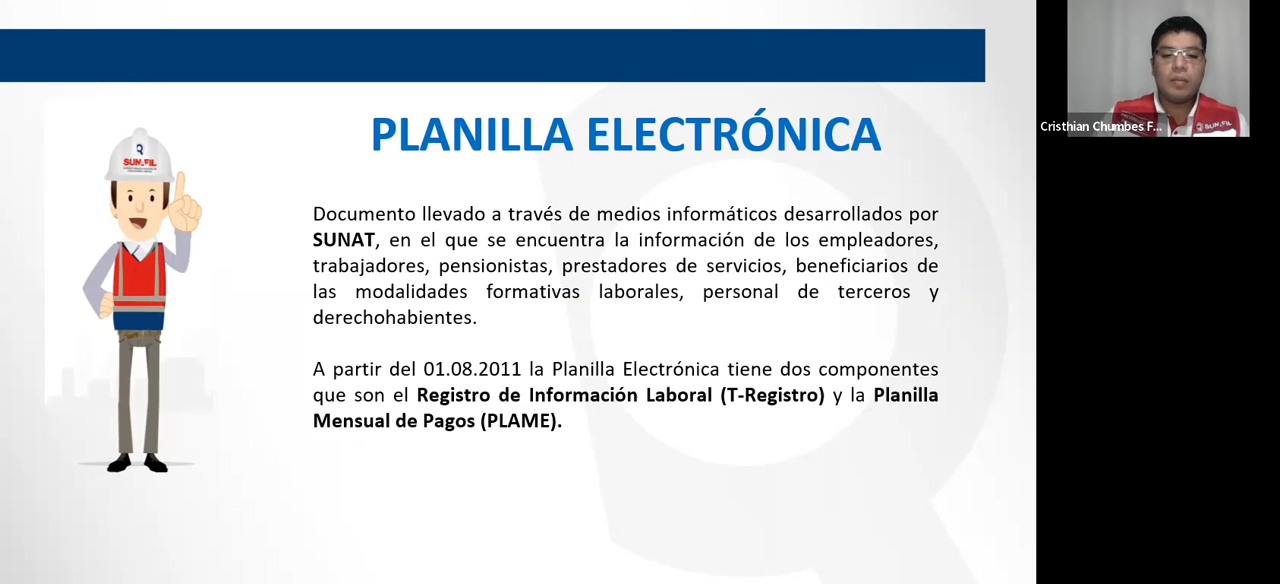 PLANILLA ELECTRÓNICA
SUNAFIL
Documento llevado a través de medios informáticos desarrollados por
SUNAT, en el que se encuentra la información de los empleadores,
trabajadores, pensionistas, prestadores de servicios, beneficiarios de
las modalidades formativas laborales, personal de terceros y
derechohabientes.
A partir del 01.08.2011 la Planilla Electrónica tiene dos componentes
que son el Registro de Información Laboral (T-Registro) y la Planilla
Mensual de Pagos (PLAME).
Cristhian Chumbes F...
SUNAFIL